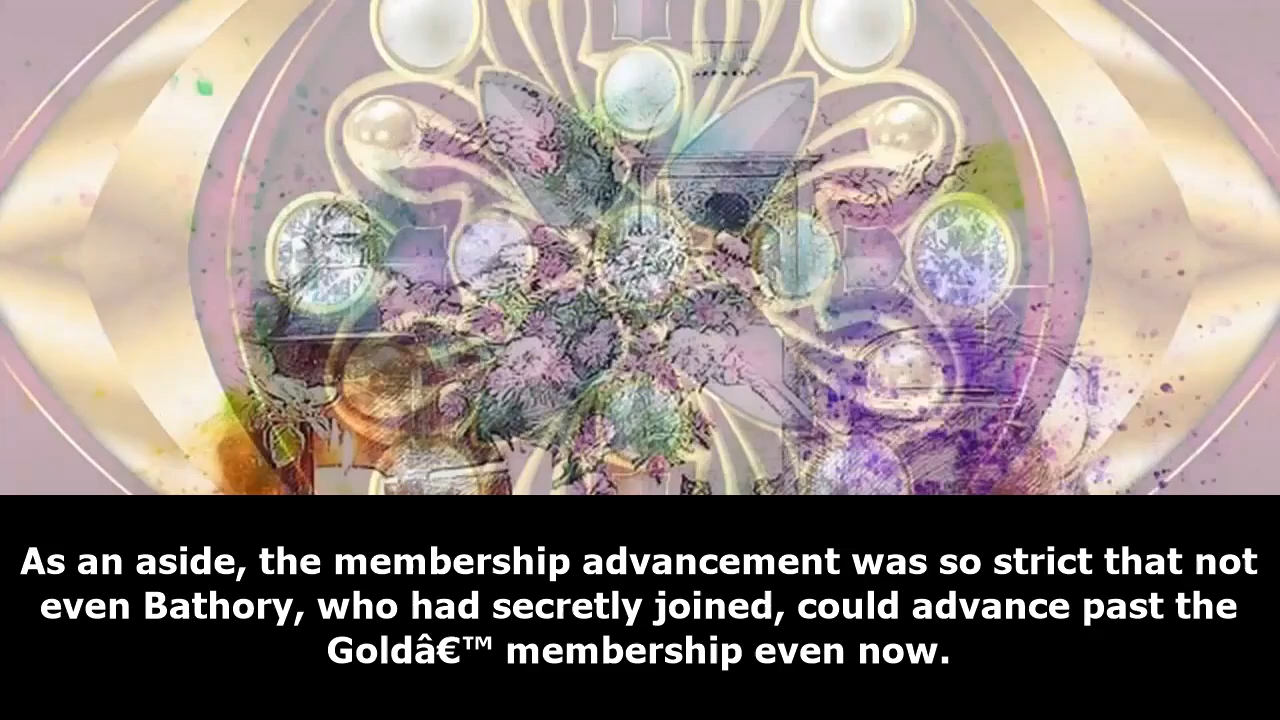 As an aside, the membership advancement was so strict that not
even Bathory, who had secretly joined, could advance past the
Goldâ€™ membership even now.